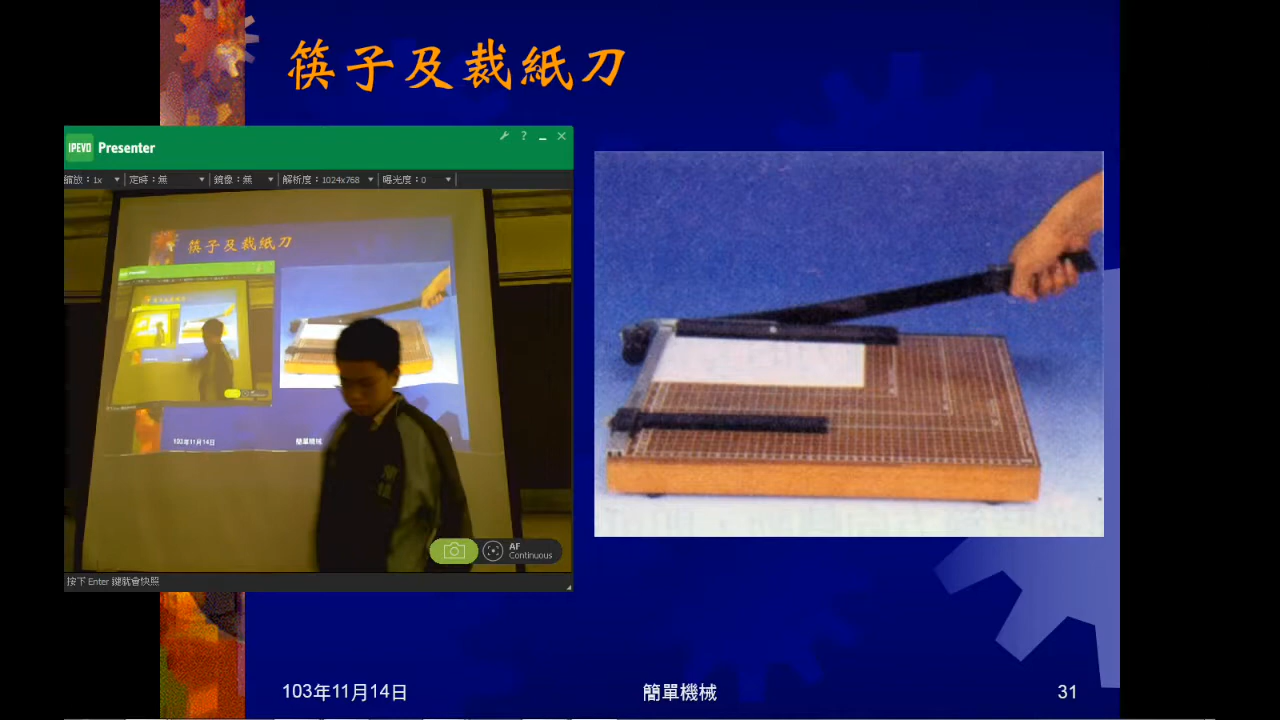 筷子及裁紙刀
IPEVO Presenter
縮放：1x 定時：無 鏡像：無 解析度：1024x768 曝光度：0
筷子及裁紙刀
103年11月14日 簡單機械
AF
Continuous
按下 Enter 鍵就會快照
103年11月14日 簡單機械 31